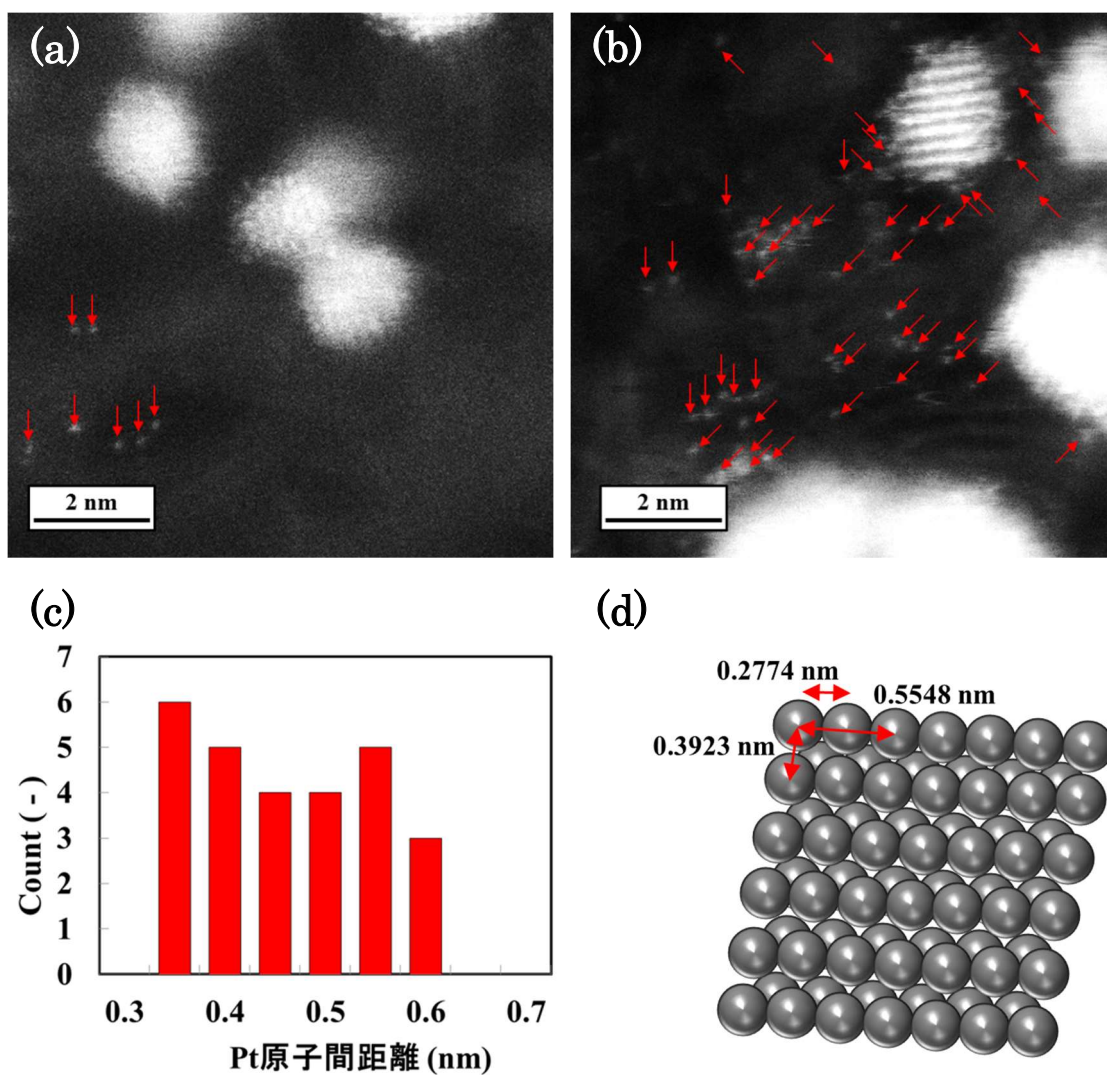 (a)
(b)
2 nm
2 nm
(c)
(d)
7
6
5
4
3
2
1
0
Count ( - )
0.3 0.4 0.5 0.6 0.7
Pt原子間距離 (nm)
0.2774 nm
0.5548 nm
0.3923 nm